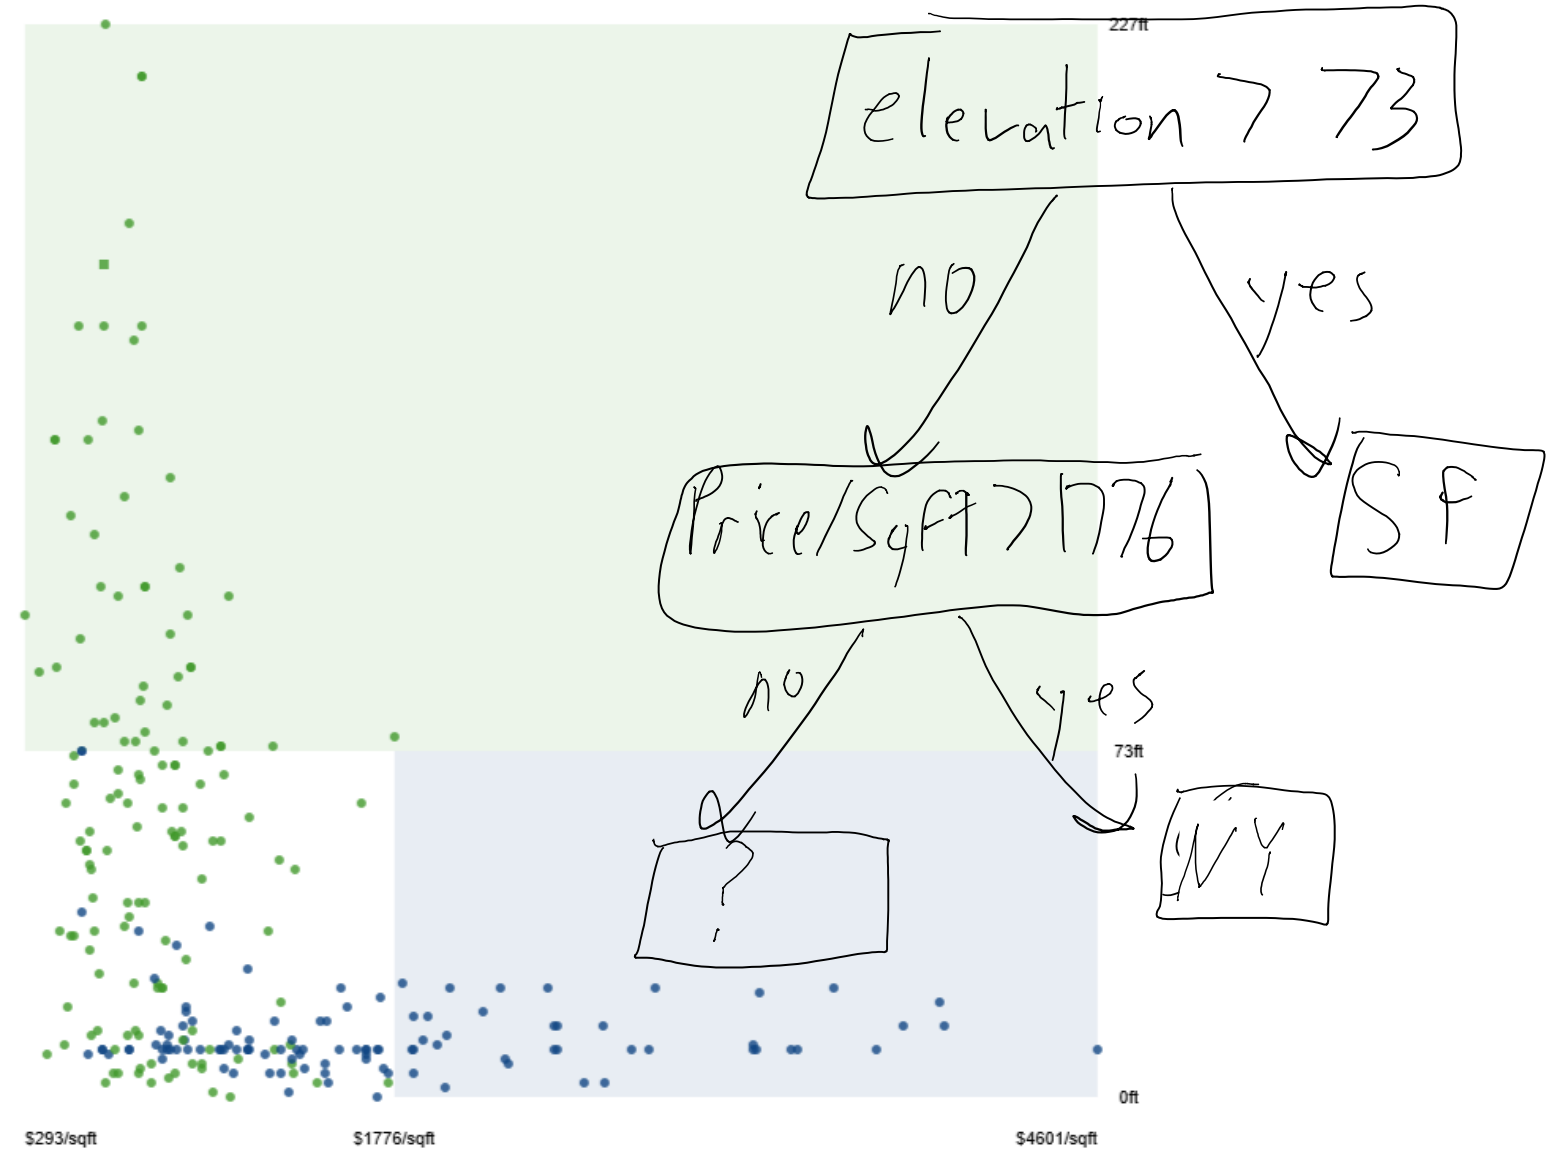 227ft
elevation > 73
no
yes
Price/Sqft > 1776
SF
no
yes
73ft
?
NY
0ft
$293/sqft
$1776/sqft
$4601/sqft